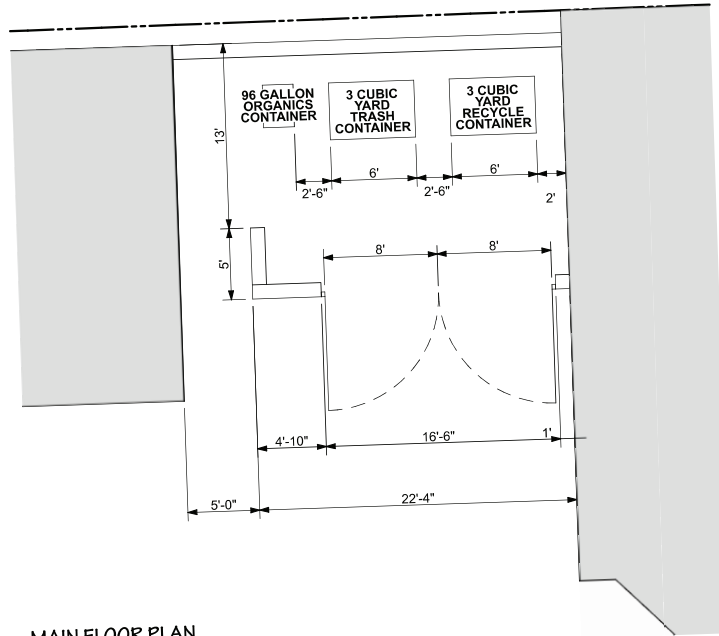 96 GALLON
ORGANICS
CONTAINER
3 CUBIC
YARD
TRASH
CONTAINER
3 CUBIC
YARD
RECYCLE
CONTAINER
13'
2'-6"
6'
2'-6"
6'
2'
5'
8'
8'
4'-10"
16'-6"
1'
5'-0"
22'-4"
MAIN FLOOR PLAN